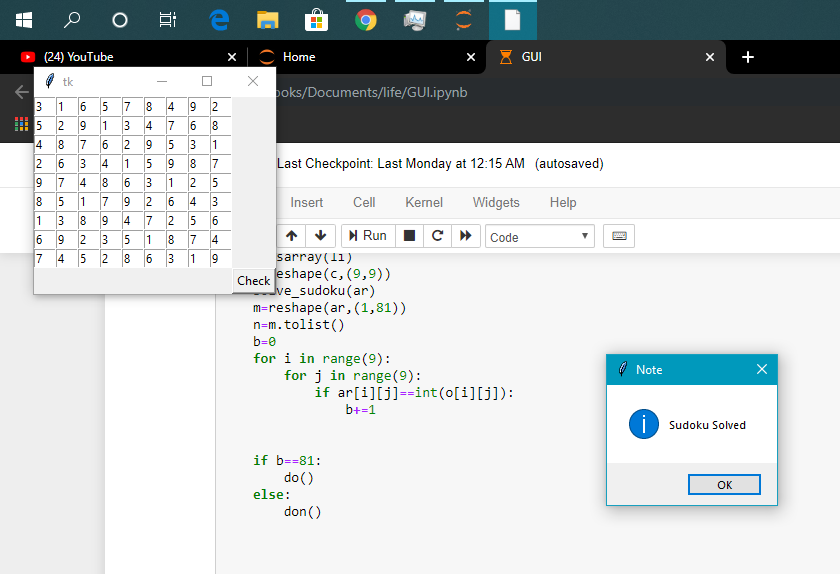 (24) YouTube
Home
GUI
tk
ooks/Documents/life/GUI.ipynb
3 1 6 5 7 8 4 9 2
5 2 9 1 3 4 7 6 8
4 8 7 6 2 9 5 3 1
2 6 3 4 1 5 9 8 7
9 7 4 8 6 3 1 2 5
8 5 1 7 9 2 6 4 3
1 3 8 9 4 7 2 5 6
6 9 2 3 5 1 8 7 4
7 4 5 2 8 6 3 1 9
Check
Last Checkpoint: Last Monday at 12:15 AM (autosaved)
Insert Cell Kernel Widgets Help
Run Code
sarray(li)
eshape(c,(9,9))
ve_sudoku(ar)
m=reshape(ar,(1,81))
n=m.tolist()
b=0
for i in range(9):
for j in range(9):
if ar[i][j]==int(o[i][j]):
b+=1
if b==81:
do()
else:
don()
Note
Sudoku Solved
OK